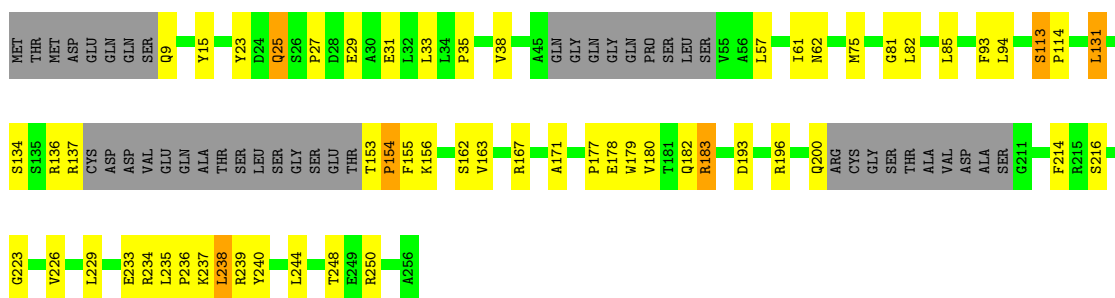 MET THR MET ASP GLU GLN GLN SER Q9 Y15 Y23 D24 Q25 S26 P27 D28 E29 A30 E31 L32 L33 L34 P35 V38 A45 GLN GLY GLN GLY GLN PRO SER LEU SER V55 A56 L57 I61 N62 M75 G81 L82 L85 F93 L94 S113 P114 L131
S134 S135 R136 R137 CYS ASP ASP VAL GLU GLN ALA THR SER LEU SER GLY SER GLU THR T153 P154 F155 K156 S162 V163 R167 A171 P177 E178 W179 V180 T181 Q182 R183 D193 R196 Q200 ARG CYS GLY SER THR ALA VAL ASP ALA SER G211 F214 R215 S216
G223 V226 L229 E233 R234 L235 P236 K237 L238 R239 Y240 L244 T248 E249 R250 A256